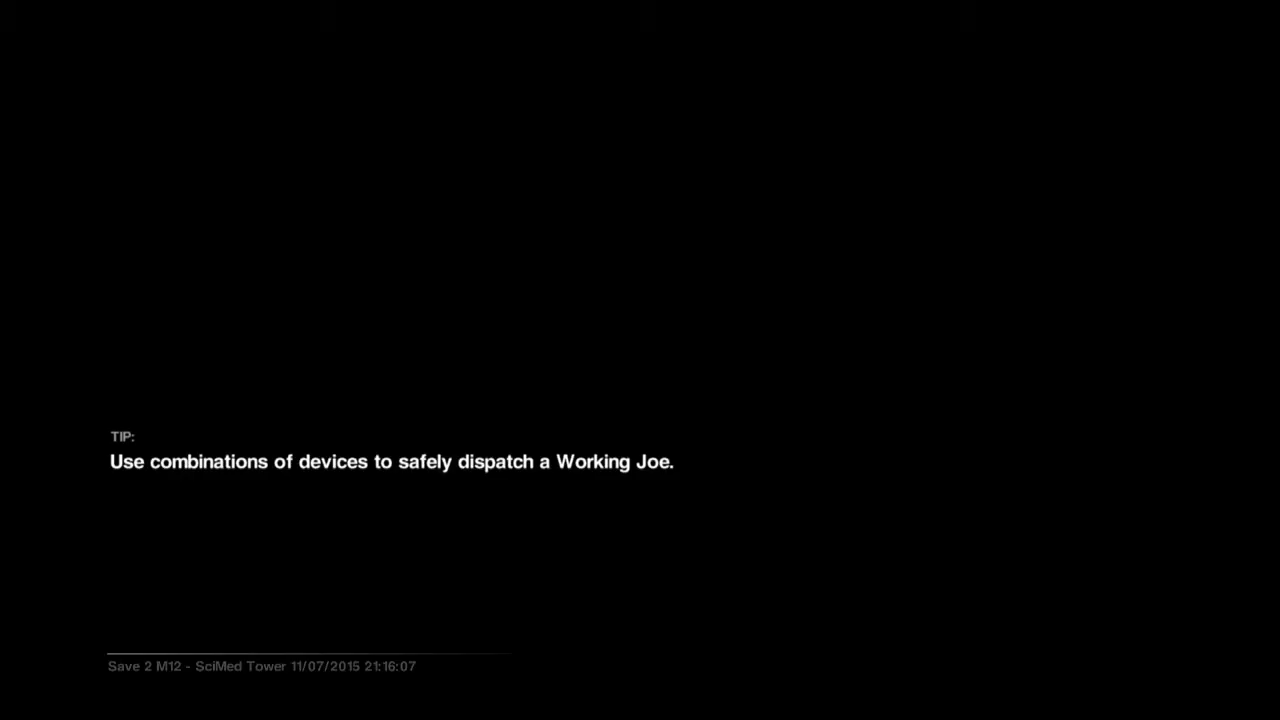 TIP:
Use combinations of devices to safely dispatch a Working Joe.
Save 2 M12 - SciMed Tower 11/07/2015 21:16:07